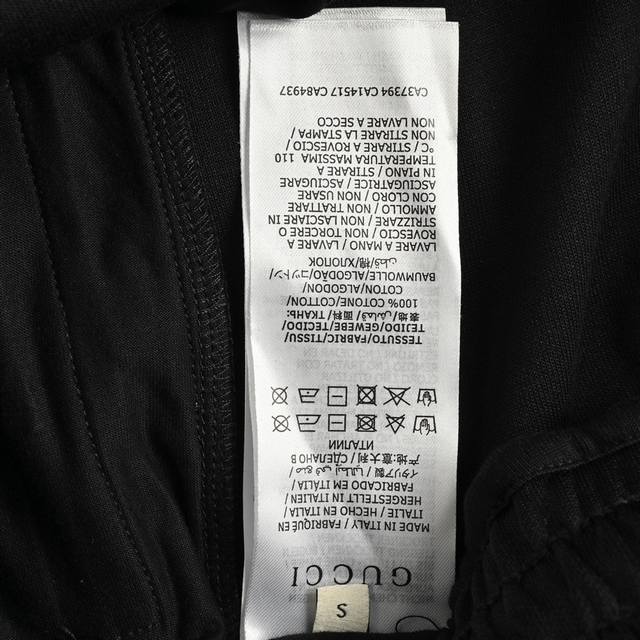 S
GUCCI
MADE IN ITALY / FABRIQUÉ EN
ITALIE / HECHO EN ITALIA /
HERGESTELLT IN ITALIEN /
FABRICADO EM ITÁLIA /
イタリア製 / صنع في إيطاليا /
产地:意大利 / СДЕЛАНО В
ИТАЛИИ
TESSUTO/FABRIC/TISSU/
TEJIDO/GEWEBE/TECIDO/
表地/قماش/面料/ТКАНЬ:
100% COTONE/COTTON/
COTON/ALGODON/
BAUMWOLLE/ALGODÃO/コットン/
قطن/棉/ХЛОПОК
LAVARE A MANO / LAVARE A
ROVESCIO / NON TORCERE O
STRIZZARE / NON LASCIARE IN
AMMOLLO / NON TRATTARE
CON CLORO / NON USARE
ASCIUGATRICE / ASCIUGARE
IN PIANO / STIRARE A
TEMPERATURA MASSIMA 110
°C / STIRARE A ROVESCIO /
NON STIRARE LA STAMPA /
NON LAVARE A SECCO
CA37394 CA14517 CA84937